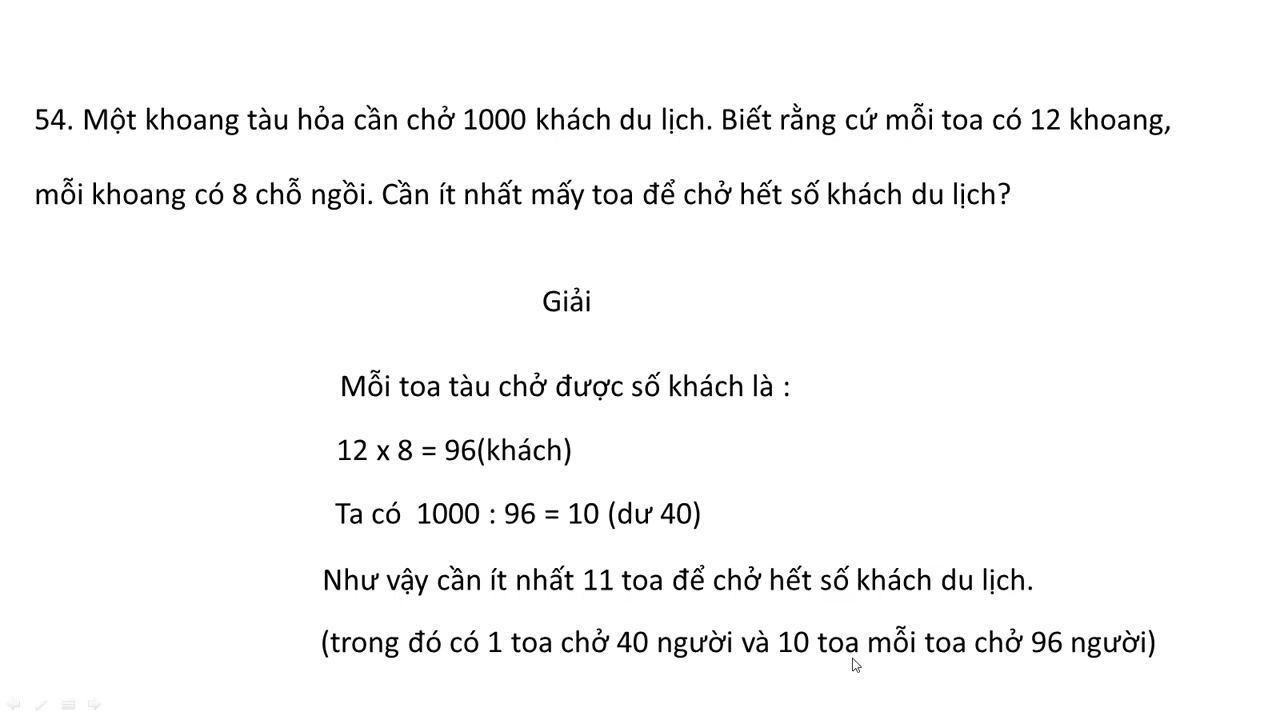 54. Một khoang tàu hỏa cần chở 1000 khách du lịch. Biết rằng cứ mỗi toa có 12 khoang,
mỗi khoang có 8 chỗ ngồi. Cần ít nhất mấy toa để chở hết số khách du lịch?
Giải
Mỗi toa tàu chở được số khách là :
12 x 8 = 96(khách)
Ta có  1000 : 96 = 10 (dư 40)
Như vậy cần ít nhất 11 toa để chở hết số khách du lịch.
(trong đó có 1 toa chở 40 người và 10 toa mỗi toa chở 96 người)